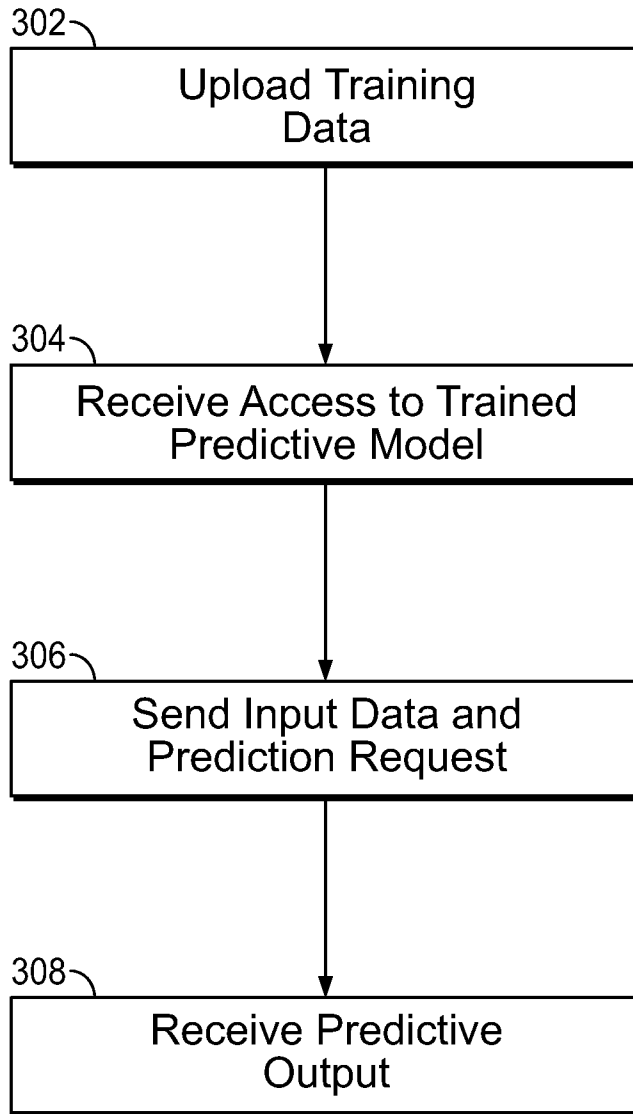 302
Upload Training
Data
304
Receive Access to Trained
Predictive Model
306
Send Input Data and
Prediction Request
308
Receive Predictive
Output